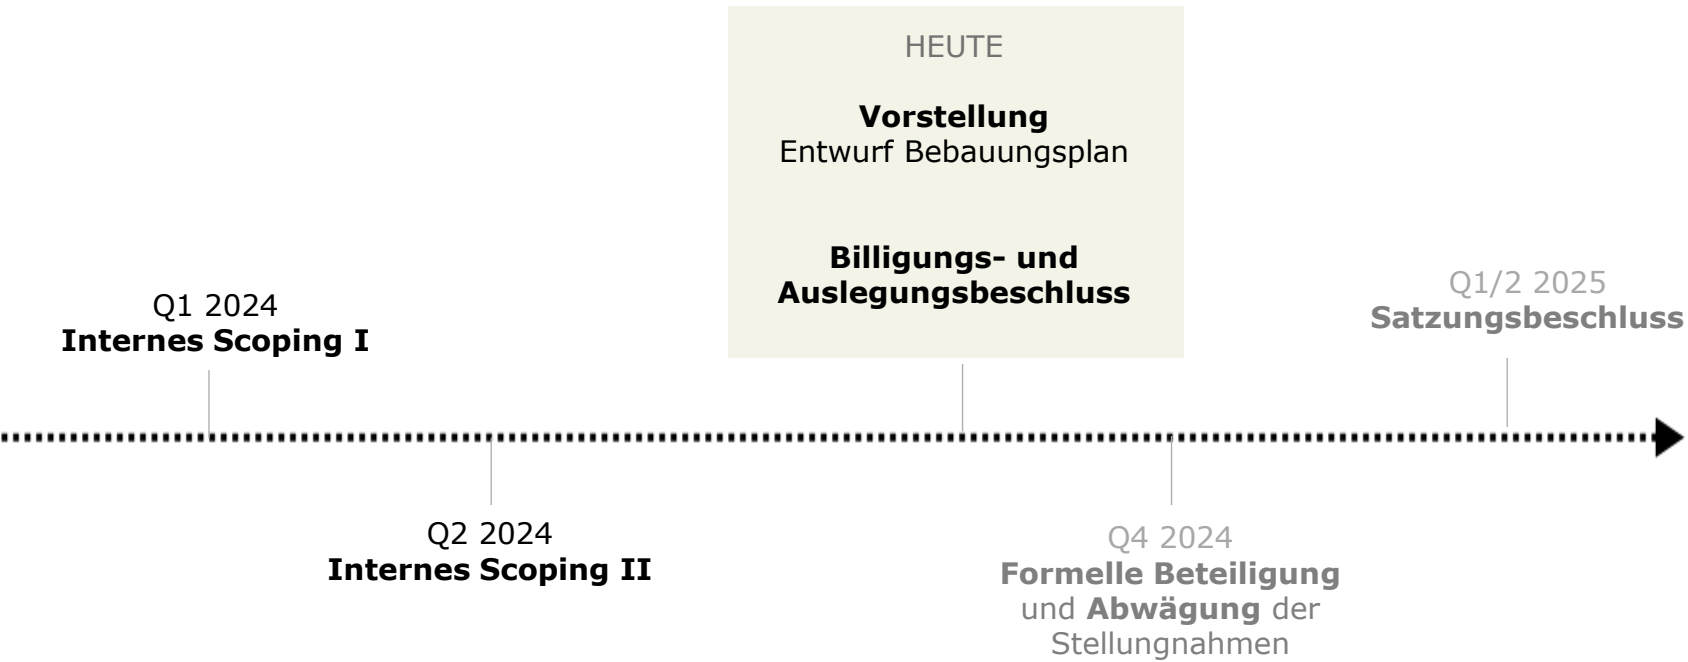 HEUTE
Vorstellung
Entwurf Bebauungsplan
Billigungs- und
Auslegungsbeschluss
Q1 2024
Internes Scoping I
Q1/2 2025
Satzungsbeschluss
Q2 2024
Internes Scoping II
Q4 2024
Formelle Beteiligung
und Abwägung der
Stellungnahmen